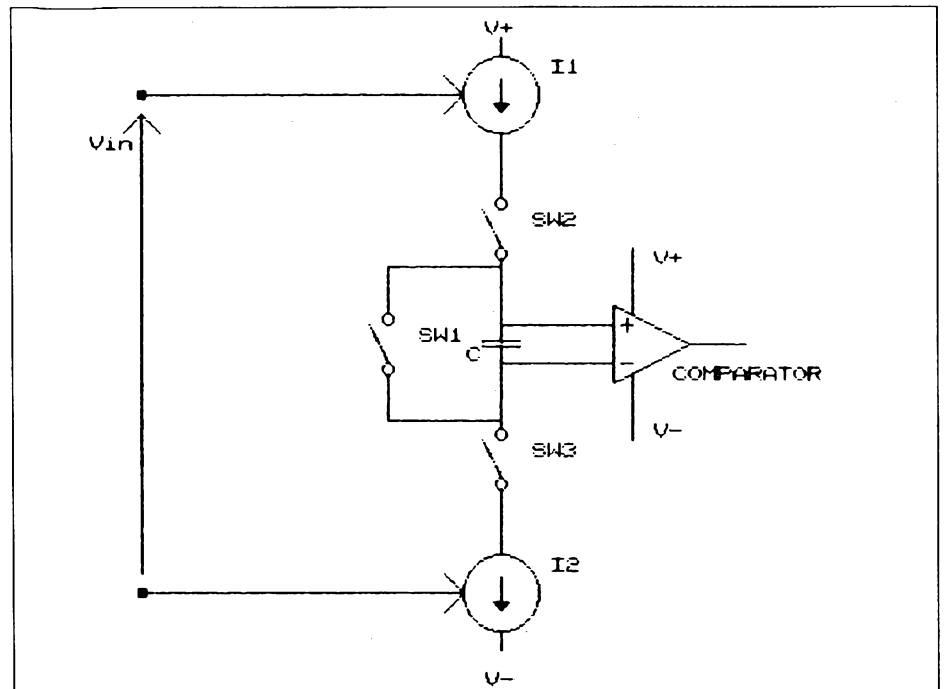 V+
I1
Vin
SW2
V+
SW1
+
C
-
COMPARATOR
V-
SW3
I2
V-